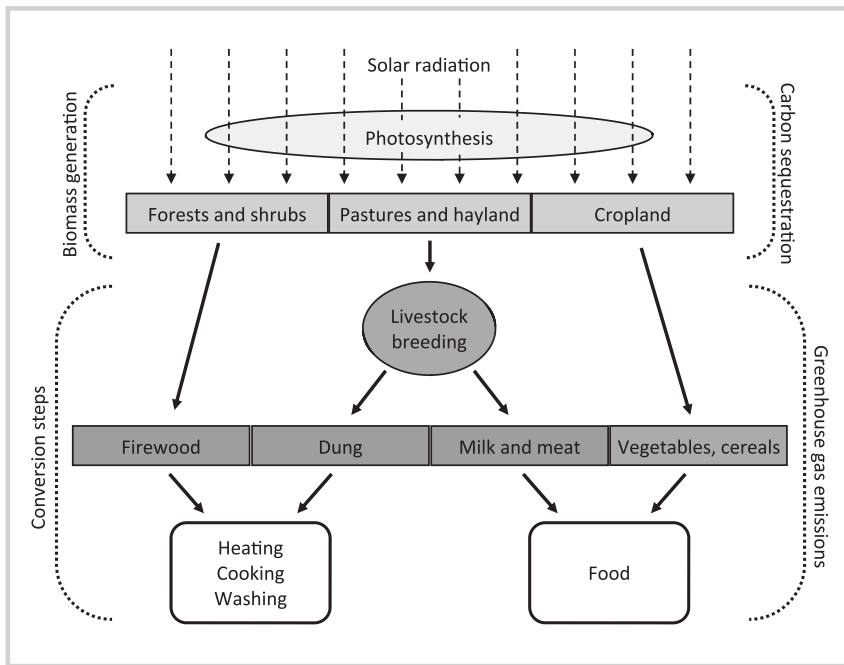 Solar radiation
Photosynthesis
Biomass generation
Carbon sequestration
Forests and shrubs
Pastures and hayland
Cropland
Livestock
breeding
Conversion steps
Greenhouse gas emissions
Firewood
Dung
Milk and meat
Vegetables, cereals
Heating
Cooking
Washing
Food